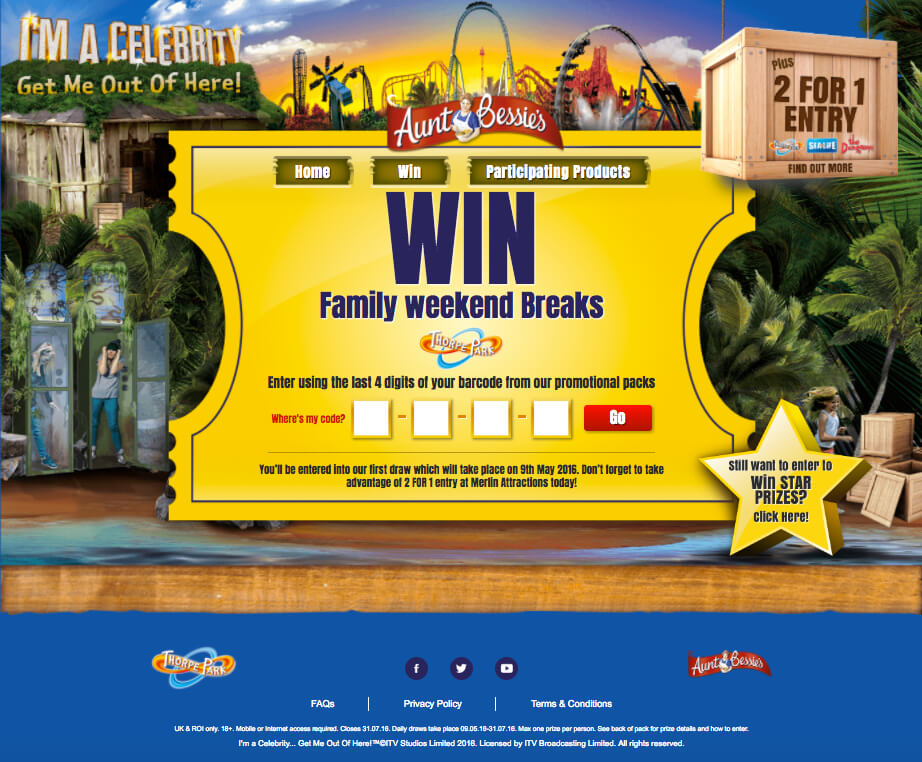 I'M A CELEBRITY
Get Me Out Of Here!
Aunt Bessie's
PLUS
2 FOR 1
ENTRY
Thorpe Park SEA LIFE the Dungeons
FIND OUT MORE
Home Win Participating Products
WIN
Family weekend Breaks
THORPE PARK
Enter using the last 4 digits of your barcode from our promotional packs
Where's my code? - - - Go
You'll be entered into our first draw which will take place on 9th May 2016. Don't forget to take
advantage of 2 FOR 1 entry at Merlin Attractions today!
Still want to enter to
Win STAR
PRIZES?
Click Here!
THORPE PARK
Aunt Bessie's
FAQs Privacy Policy Terms & Conditions
UK & ROI only. 18+. Mobile or Internet access required. Closes 31.07.16. Daily draws take place 09.05.16-31.07.16. Max one prize per person. See back of pack for prize details and how to enter.
I'm a Celebrity... Get Me Out Of Here!™©ITV Studios Limited 2016. Licensed by ITV Broadcasting Limited. All rights reserved.